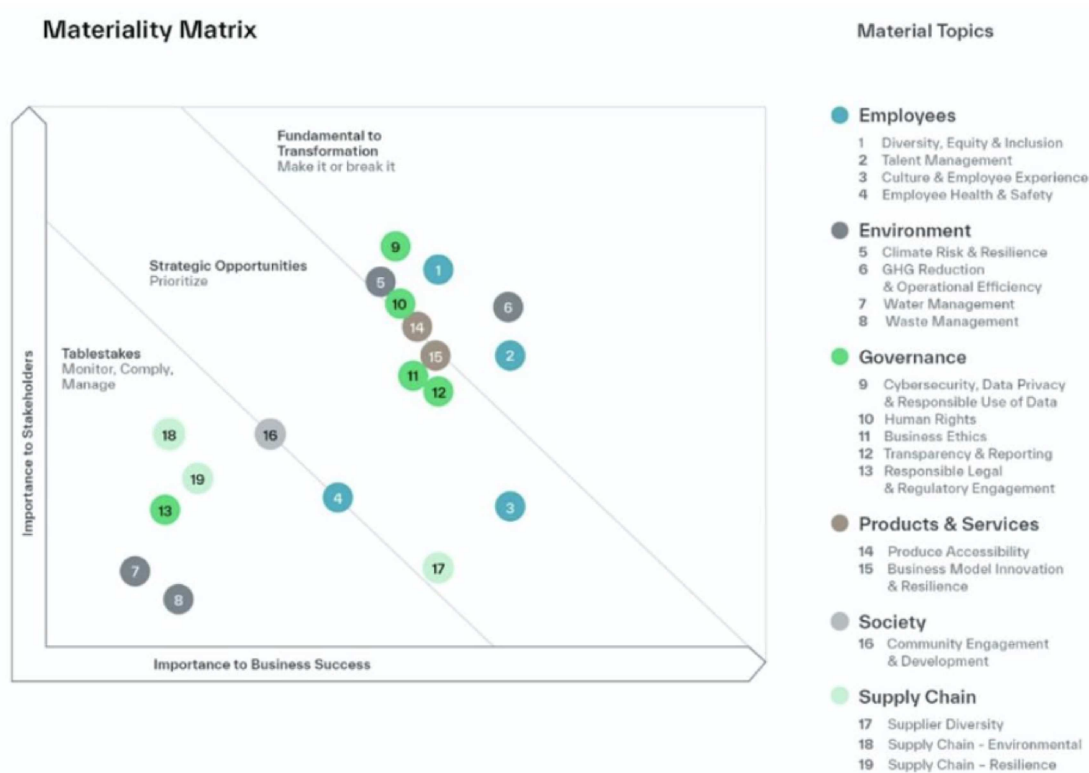 Materiality Matrix
Material Topics
Fundamental to
Transformation
Make it or break it
Strategic Opportunities
Prioritize
Tablestakes
Monitor, Comply,
Manage
9
1
5
10
6
14
15
2
11
12
18
16
19
4
13
3
17
7
8
Importance to Stakeholders
Importance to Business Success
Employees
1 Diversity, Equity & Inclusion
2 Talent Management
3 Culture & Employee Experience
4 Employee Health & Safety
Environment
5 Climate Risk & Resilience
6 GHG Reduction
& Operational Efficiency
7 Water Management
8 Waste Management
Governance
9 Cybersecurity, Data Privacy
& Responsible Use of Data
10 Human Rights
11 Business Ethics
12 Transparency & Reporting
13 Responsible Legal
& Regulatory Engagement
Products & Services
14 Produce Accessibility
15 Business Model Innovation
& Resilience
Society
16 Community Engagement
& Development
Supply Chain
17 Supplier Diversity
18 Supply Chain - Environmental
19 Supply Chain - Resilience